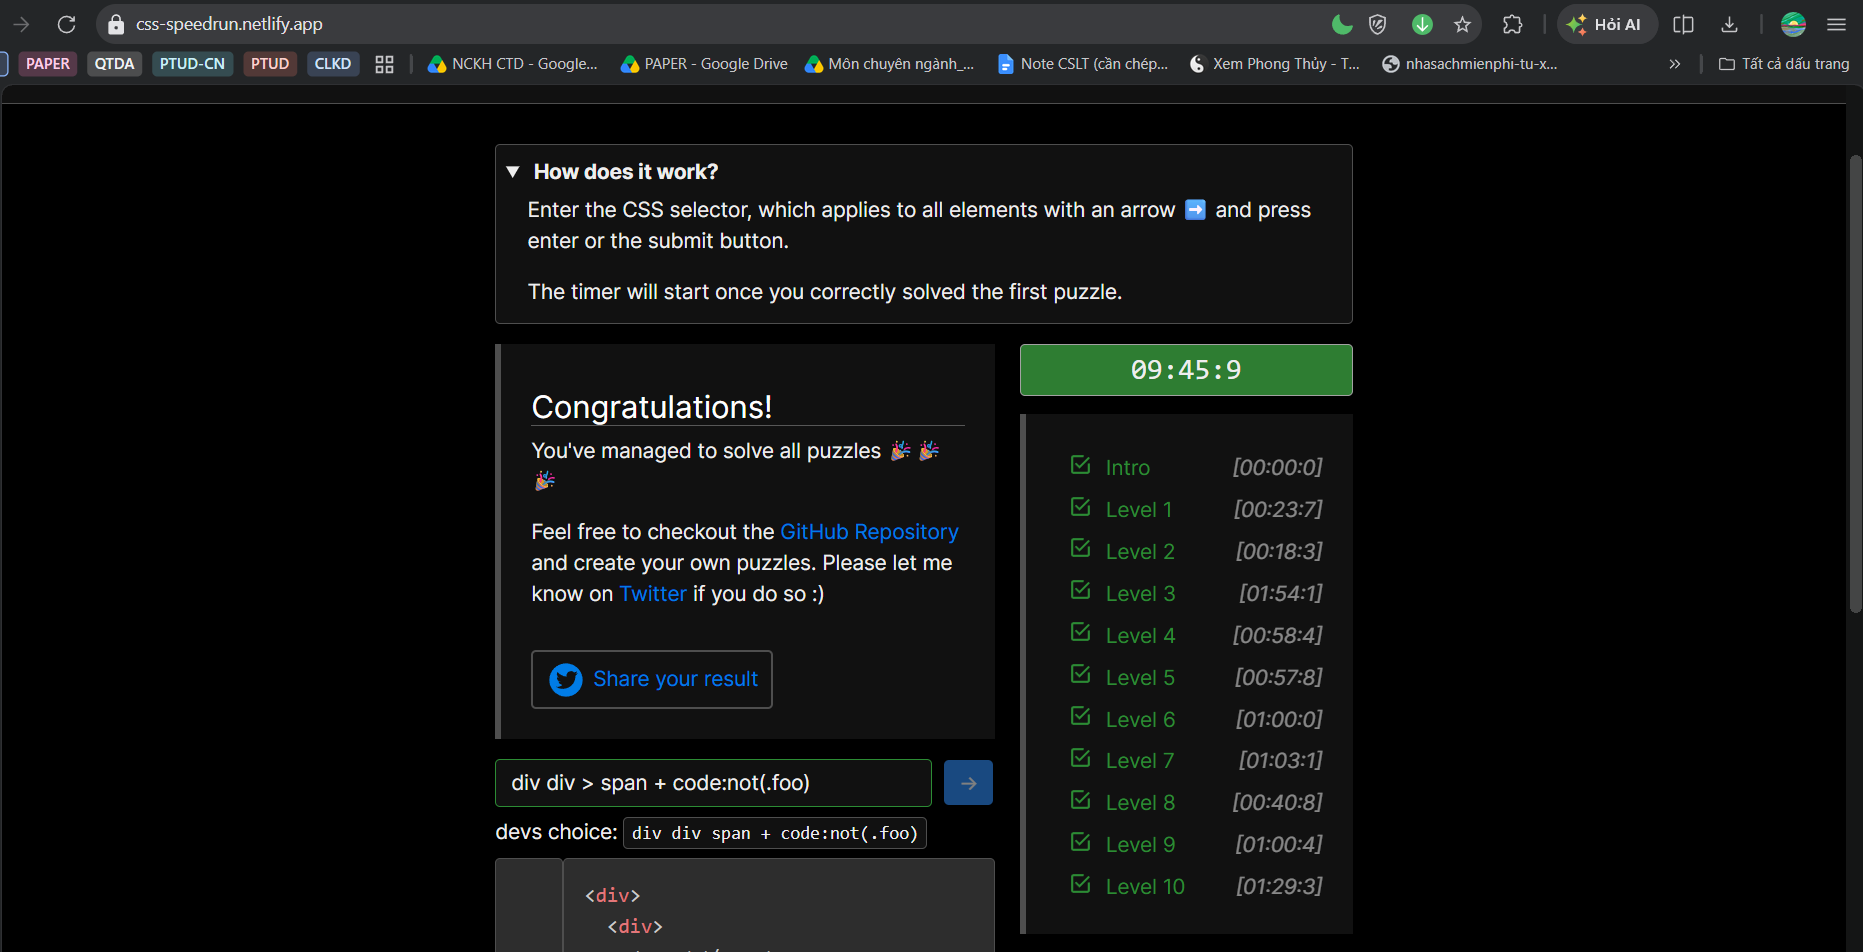 css-speedrun.netlify.app
Hỏi AI
PAPER
QTDA
PTUD-CN
PTUD
CLKD
NCKH CTD - Google...
PAPER - Google Drive
Môn chuyên ngành_...
Note CSLT (cần chép...
Xem Phong Thủy - T...
nhasachmienphi-tu-x...
»
Tất cả dấu trang
▼ How does it work?
Enter the CSS selector, which applies to all elements with an arrow ➡️ and press
enter or the submit button.
The timer will start once you correctly solved the first puzzle.
Congratulations!
You've managed to solve all puzzles 🎉 🎉
🎉
Feel free to checkout the GitHub Repository
and create your own puzzles. Please let me
know on Twitter if you do so :)
Share your result
div div > span + code:not(.foo)
→
devs choice: div div span + code:not(.foo)
<div>
<div>
09:45:9
Intro [00:00:0]
Level 1 [00:23:7]
Level 2 [00:18:3]
Level 3 [01:54:1]
Level 4 [00:58:4]
Level 5 [00:57:8]
Level 6 [01:00:0]
Level 7 [01:03:1]
Level 8 [00:40:8]
Level 9 [01:00:4]
Level 10 [01:29:3]